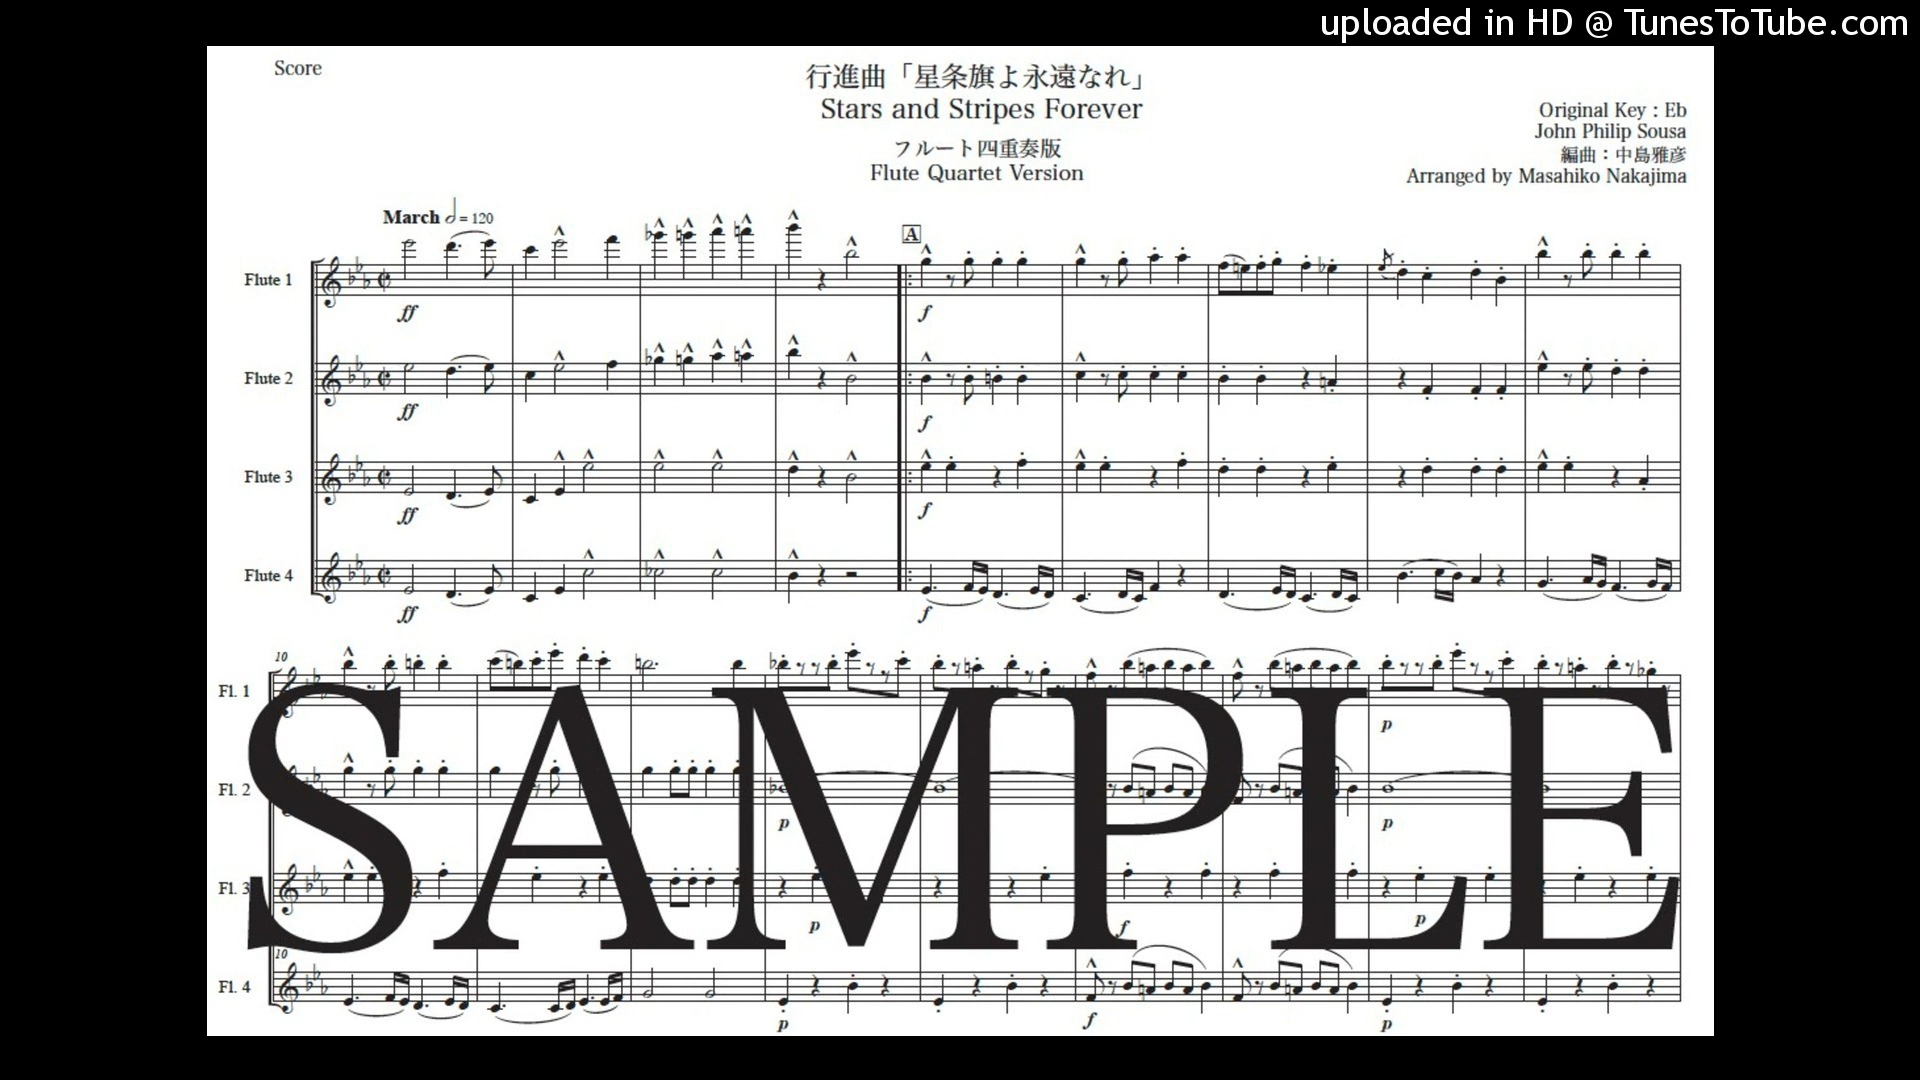 uploaded in HD @ TunesToTube.com
Score
行進曲「星条旗よ永遠なれ」
Stars and Stripes Forever
フルート四重奏版
Flute Quartet Version
Original Key : Eb
John Philip Sousa
編曲：中島雅彦
Arranged by Masahiko Nakajima
March 𝅗𝅥 = 120
A
Flute 1
ff
f
Flute 2
ff
f
Flute 3
ff
f
Flute 4
ff
f
10
Fl. 1
p
Fl. 2
p
p
Fl. 3
p
f
p
10
Fl. 4
p
f
p
SAMPLE